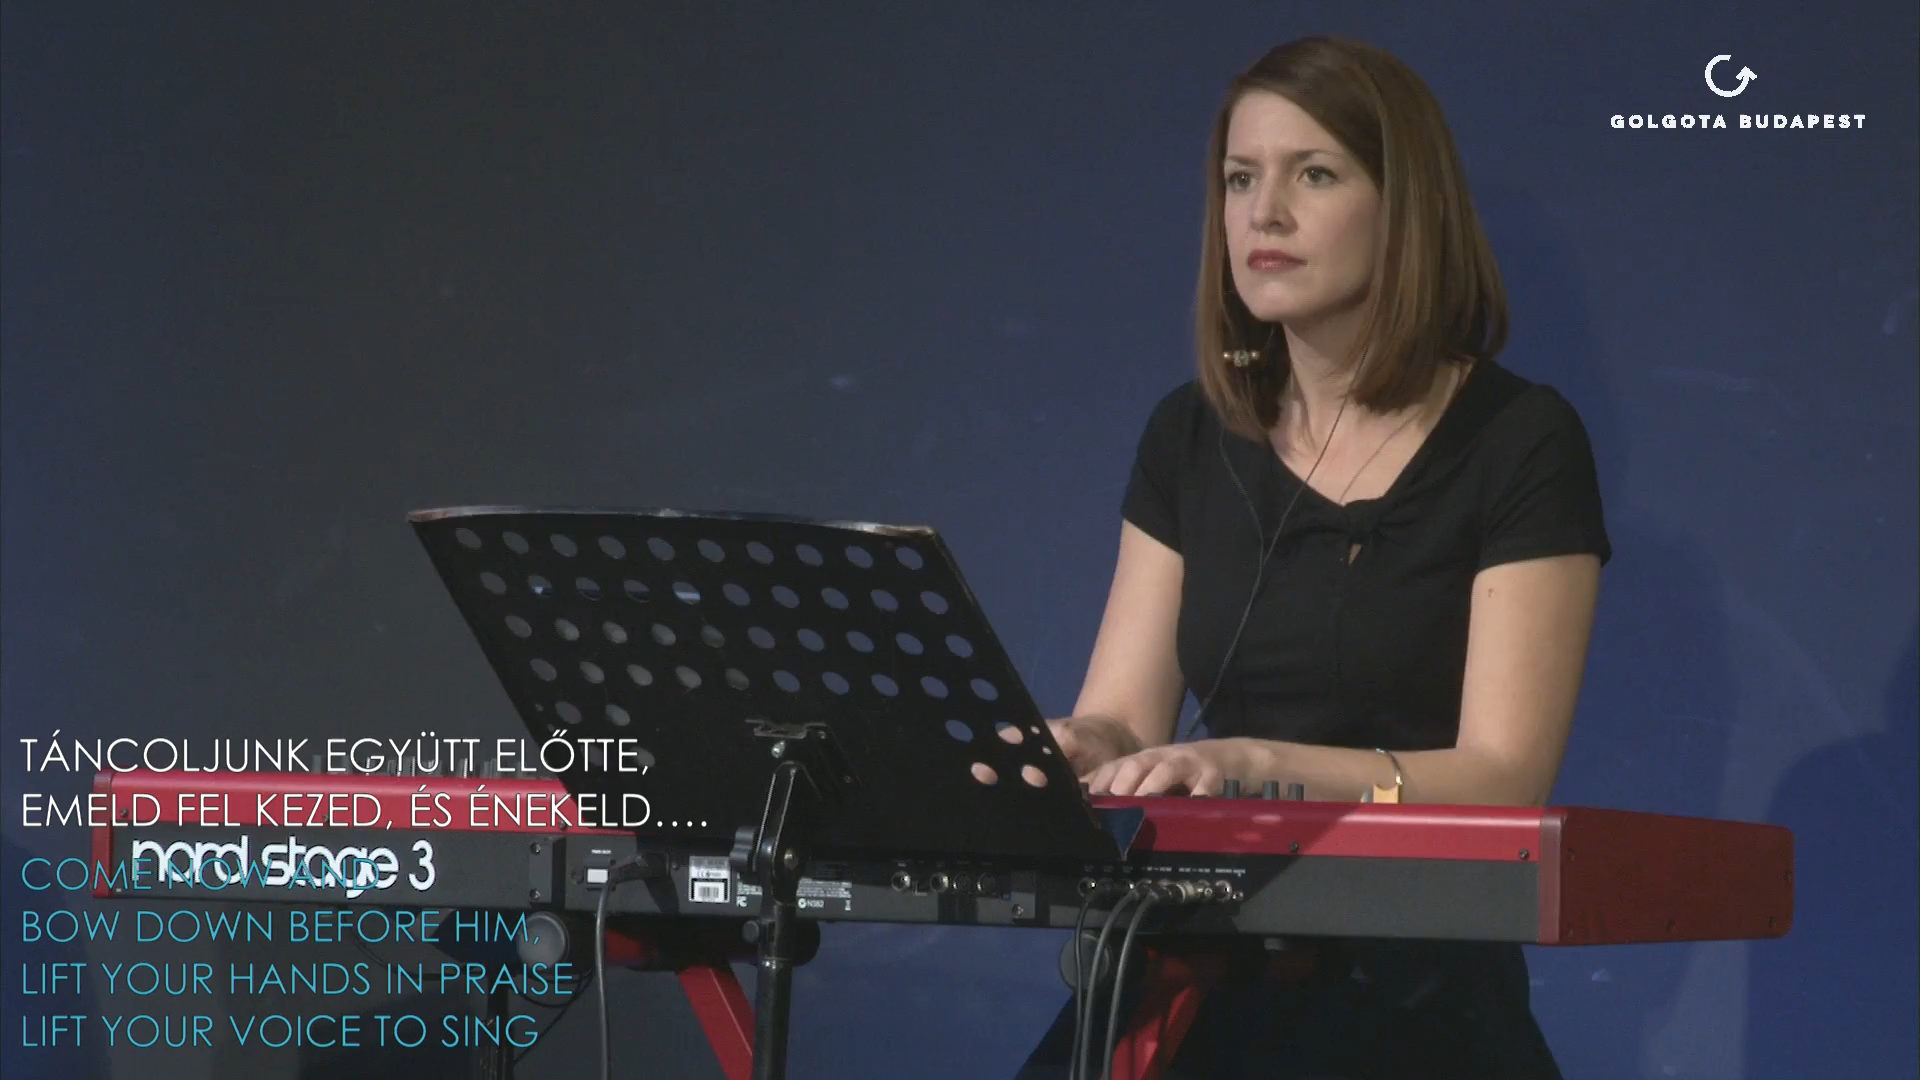 GOLGOTA BUDAPEST
TÁNCOLJUNK EGYÜTT ELŐTTE,
EMELD FEL KEZED, ÉS ÉNEKELD....
nord stage 3
COME NOW AND
BOW DOWN BEFORE HIM,
LIFT YOUR HANDS IN PRAISE
LIFT YOUR VOICE TO SING